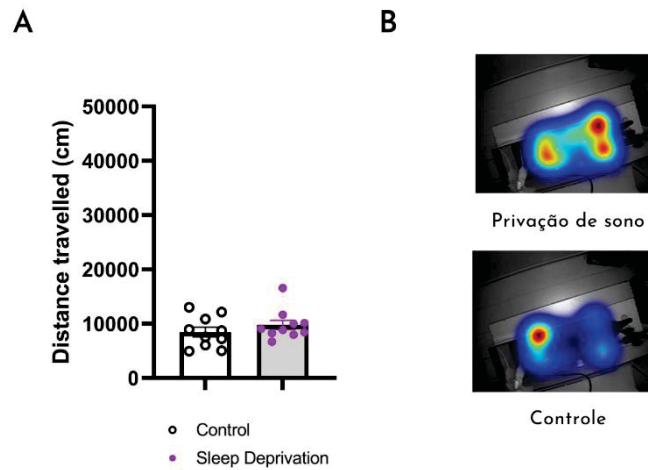 A
Distance travelled (cm)
50000
40000
30000
20000
10000
0
Control
Sleep Deprivation
B
Privação de sono
Controle